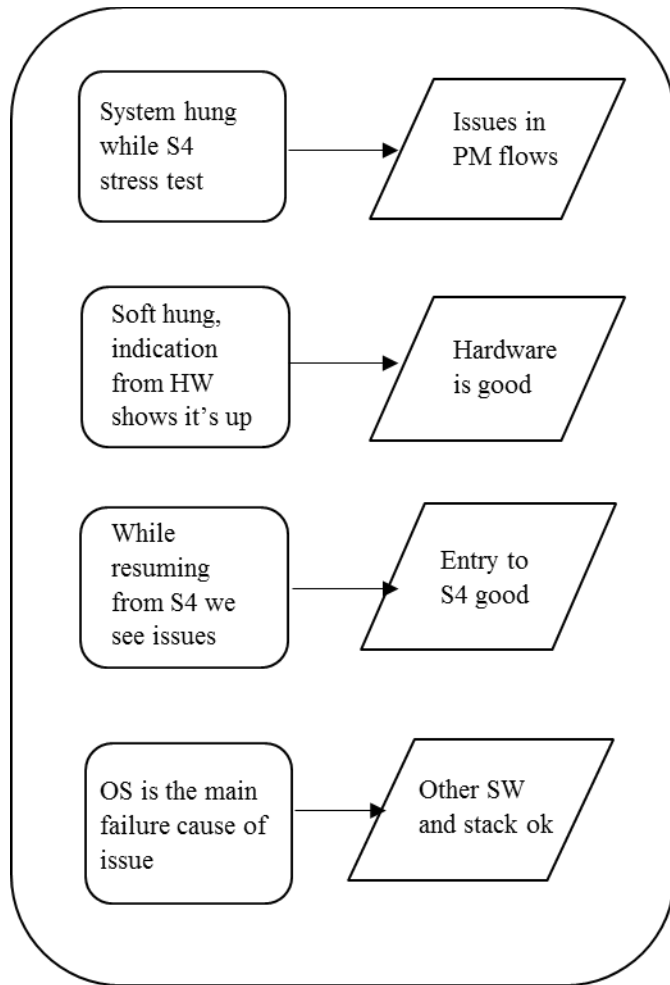 System hung
while S4
stress test
Issues in
PM flows
Soft hung,
indication
from HW
shows it’s up
Hardware
is good
While
resuming
from S4 we
see issues
Entry to
S4 good
OS is the main
failure cause of
issue
Other SW
and stack ok